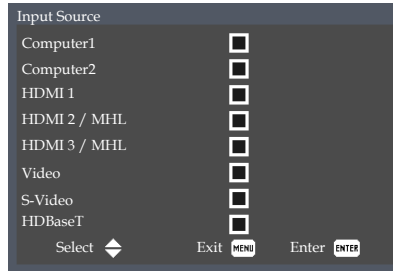 Input Source
Computer1
Computer2
HDMI 1
HDMI 2 / MHL
HDMI 3 / MHL
Video
S-Video
HDBaseT
Select Exit MENU Enter ENTER